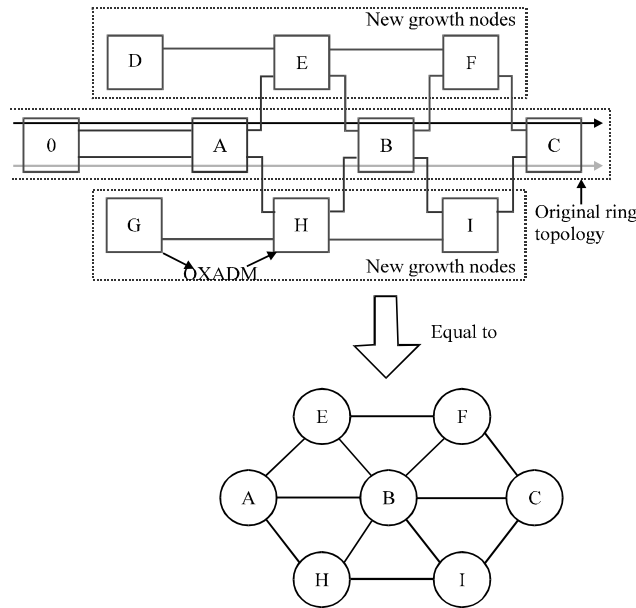 New growth nodes
D
E
F
0
A
B
C
G
H
I
Original ring
topology
OXADM
New growth nodes
Equal to
E
F
A
B
C
H
I